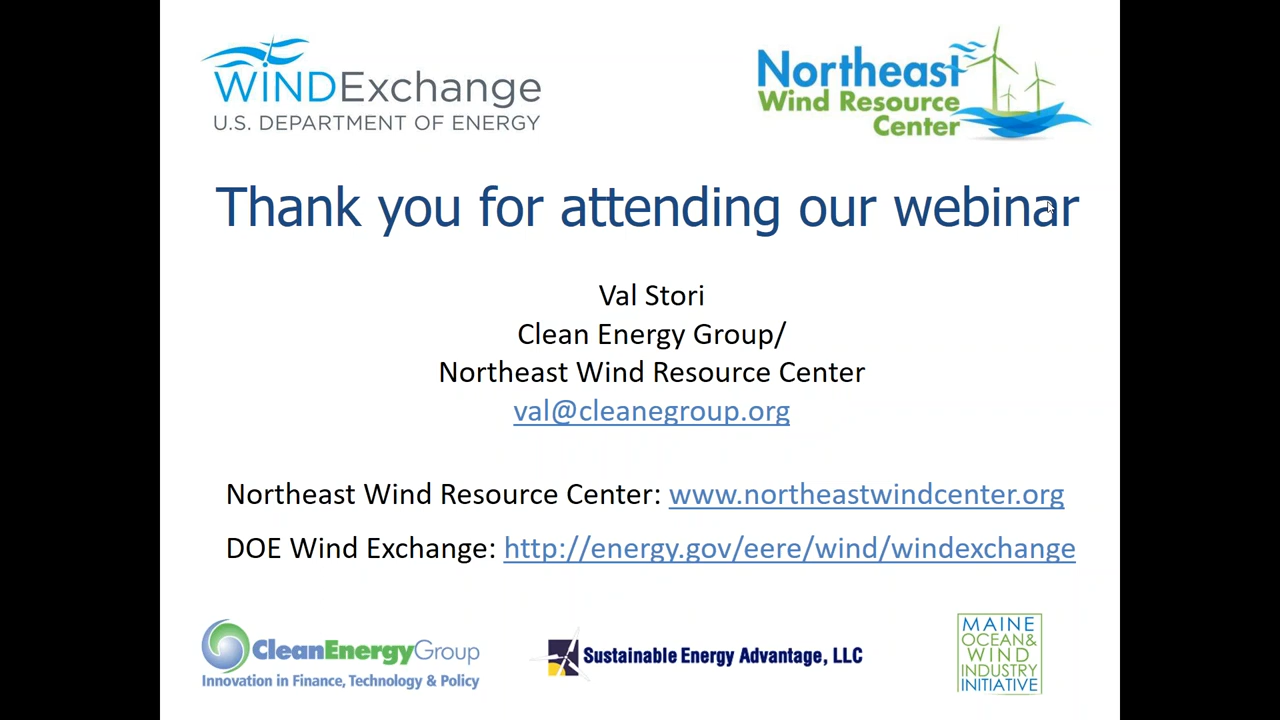 WINDExchange
U.S. DEPARTMENT OF ENERGY
Northeast
Wind Resource
Center
Thank you for attending our webinar
Val Stori
Clean Energy Group/
Northeast Wind Resource Center
val@cleanegroup.org
Northeast Wind Resource Center: www.northeastwindcenter.org
DOE Wind Exchange: http://energy.gov/eere/wind/windexchange
CleanEnergyGroup
Innovation in Finance, Technology & Policy
Sustainable Energy Advantage, LLC
MAINE
OCEAN&
WIND
INDUSTRY
INITIATIVE